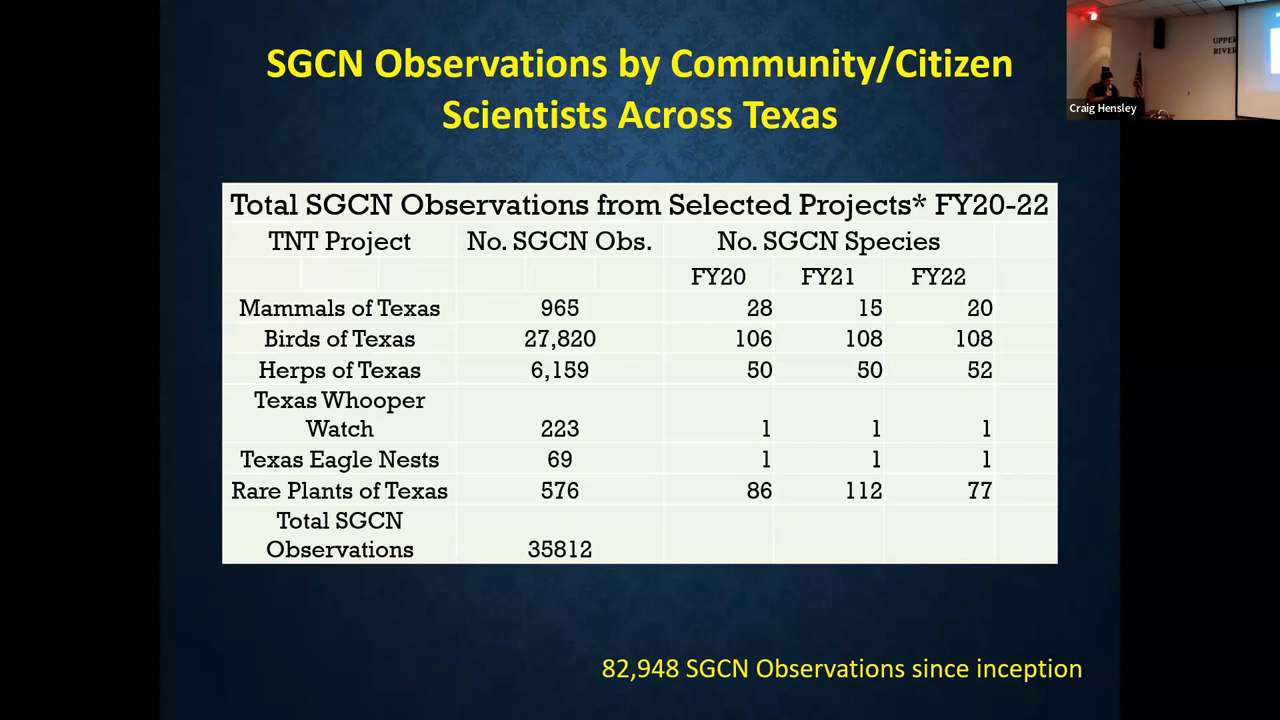 SGCN Observations by Community/Citizen
Scientists Across Texas
Total SGCN Observations from Selected Projects* FY20-22
TNT Project No. SGCN Obs. No. SGCN Species
FY20 FY21 FY22
Mammals of Texas 965 28 15 20
Birds of Texas 27,820 106 108 108
Herps of Texas 6,159 50 50 52
Texas Whooper
Watch 223 1 1 1
Texas Eagle Nests 69 1 1 1
Rare Plants of Texas 576 86 112 77
Total SGCN
Observations 35812
82,948 SGCN Observations since inception
UPPER
RIVER
Craig Hensley